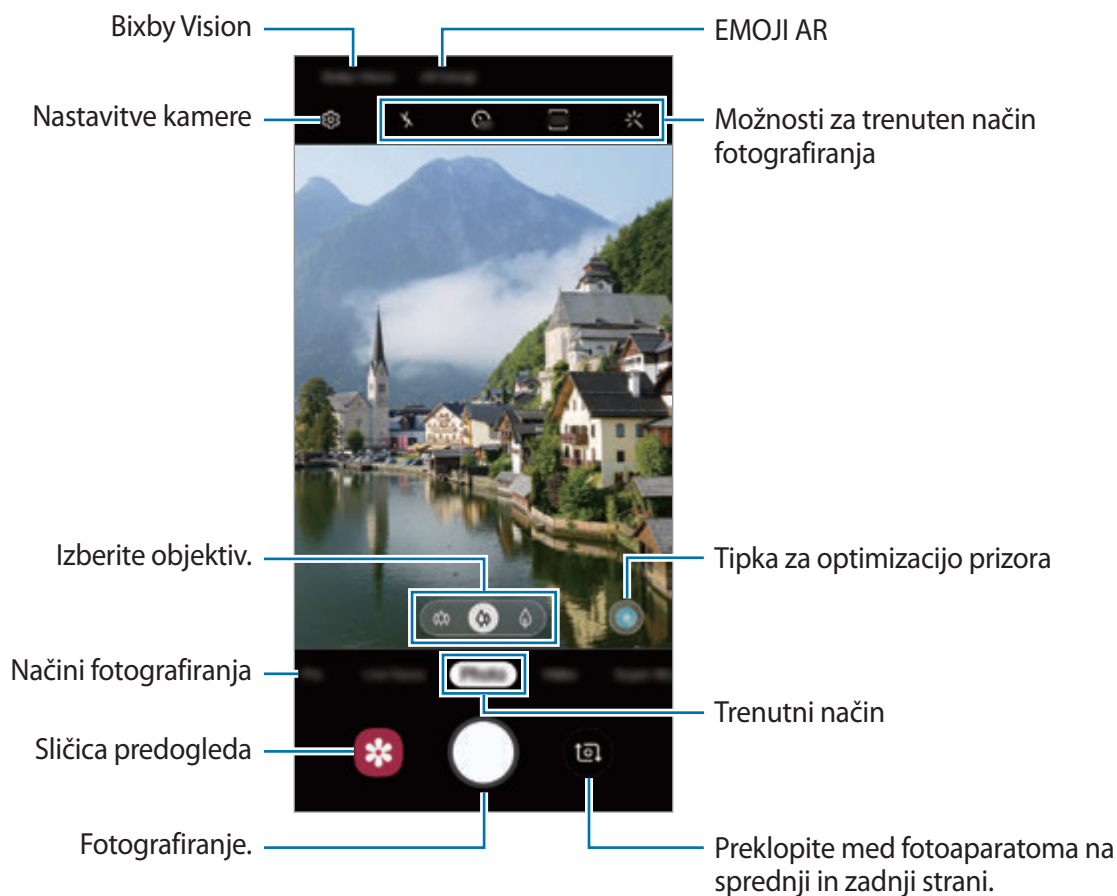 Bixby Vision
EMOJI AR
Nastavitve kamere
Možnosti za trenuten način
fotografiranja
Izberite objektiv.
Tipka za optimizacijo prizora
Načini fotografiranja
Trenutni način
Sličica predogleda
Fotografiranje.
Preklopite med fotoaparatoma na
sprednji in zadnji strani.